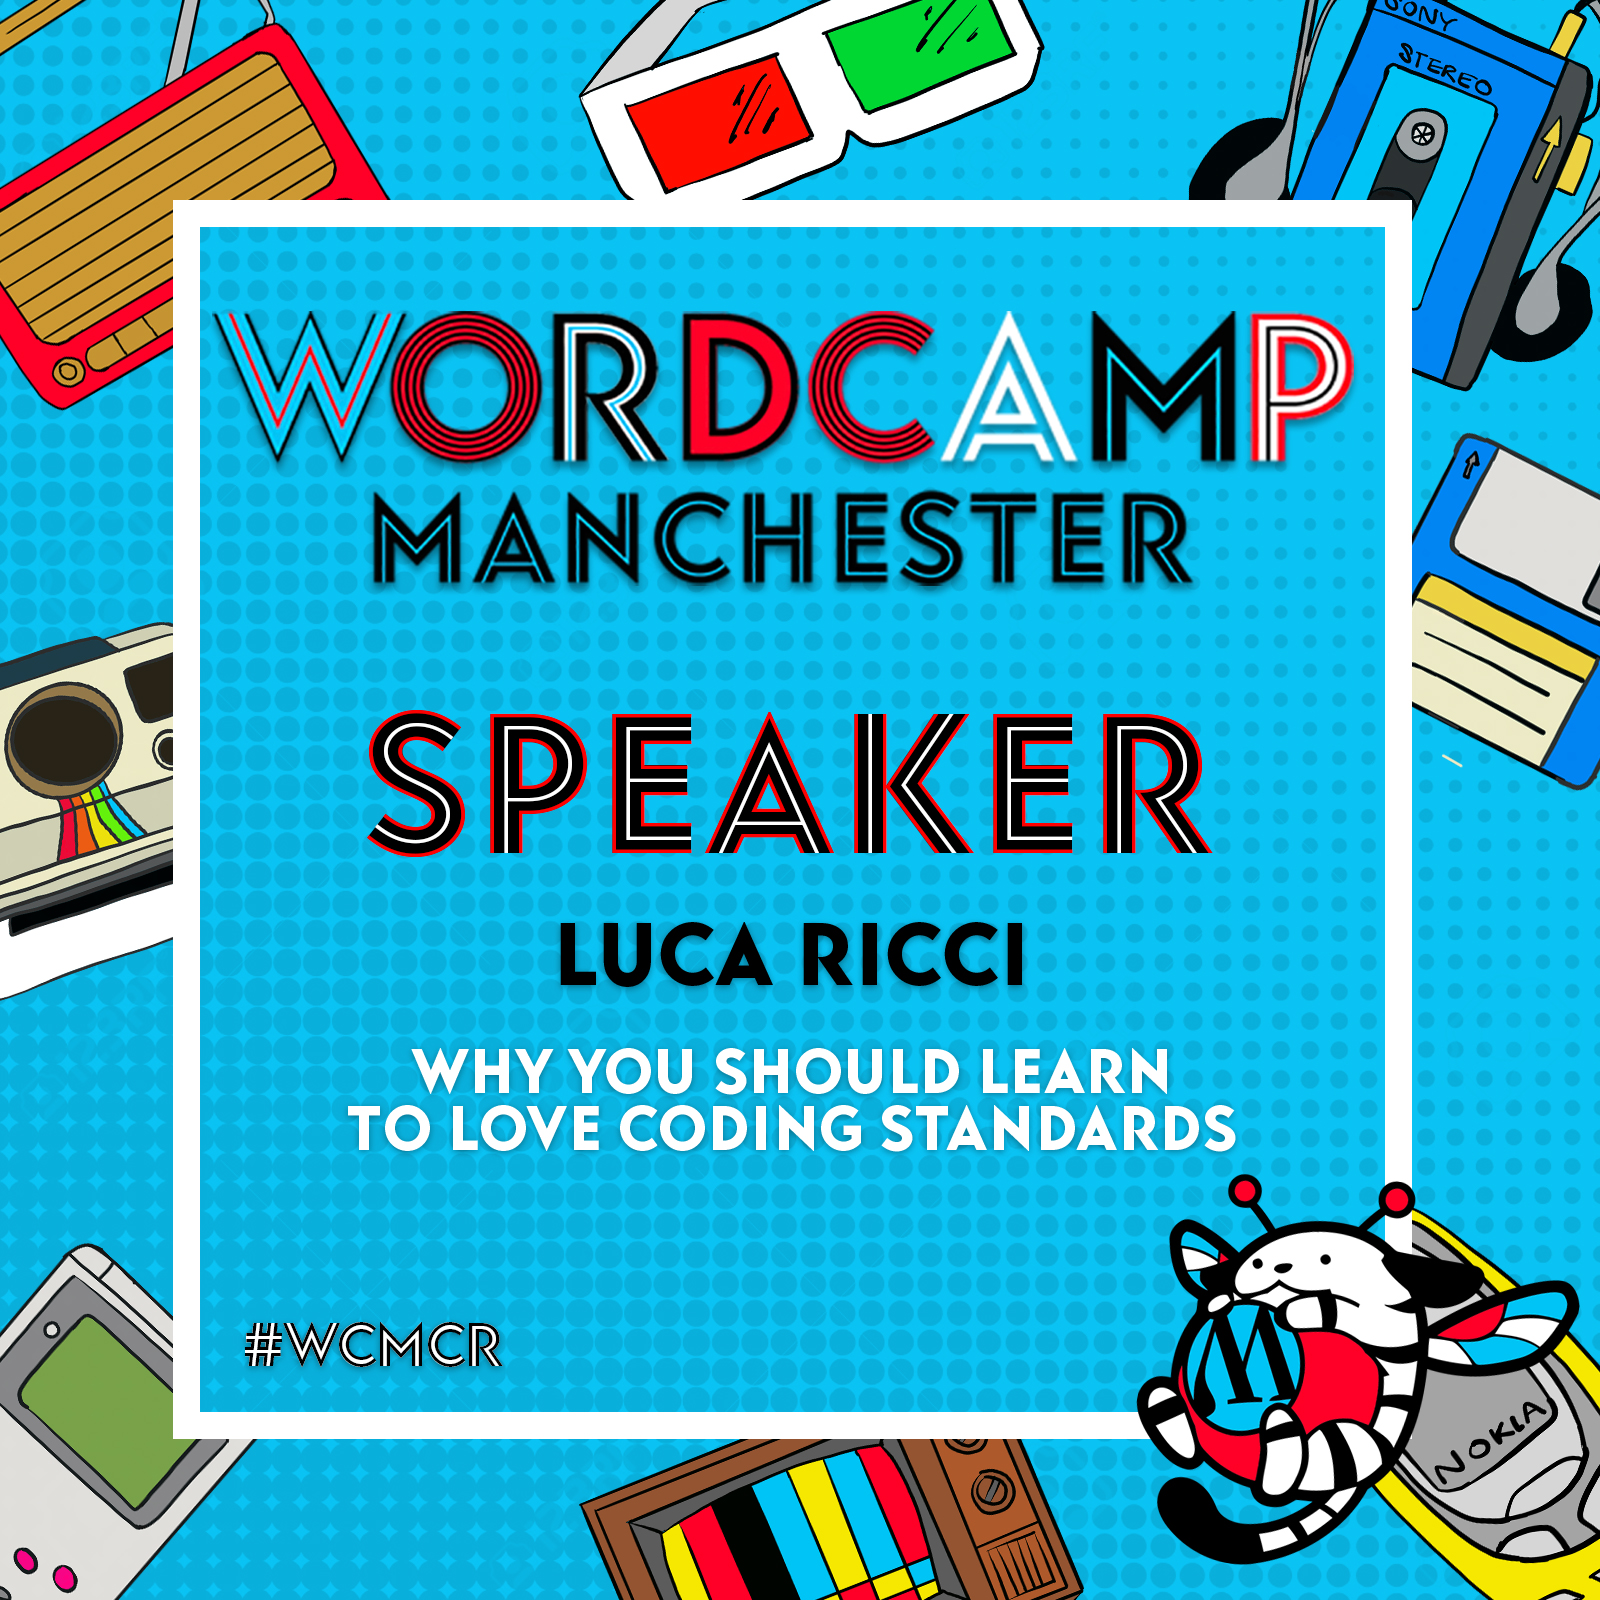 SONY
STEREO
WORDCAMP
MANCHESTER
SPEAKER
LUCA RICCI
WHY YOU SHOULD LEARN
TO LOVE CODING STANDARDS
#WCMCR
W
NOKIA